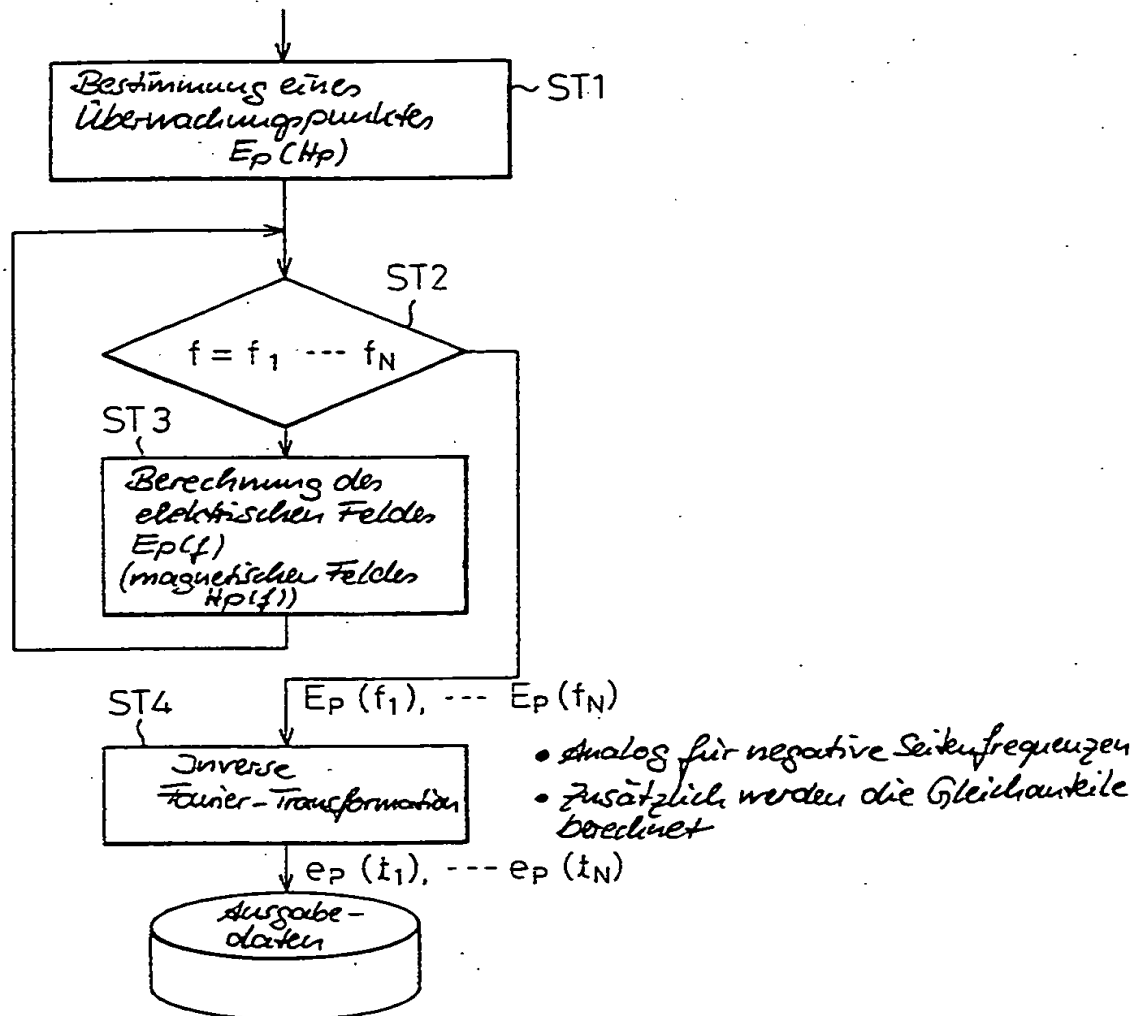 Bestimmung eines
Überwachungspunktes
Ep (Hp)
ST1
ST2
f = f1 --- fN
ST3
Berechnung des
elektrischen Feldes
Ep(f)
(magnetischen Feldes
Hp(f))
Ep (f1), --- Ep (fN)
ST4
Inverse
Fourier-Transformation
• Analog für negative Seitenfrequenzen
• Zusätzlich werden die Gleichanteile
berechnet
ep (t1), --- ep (tN)
Ausgabe-
daten